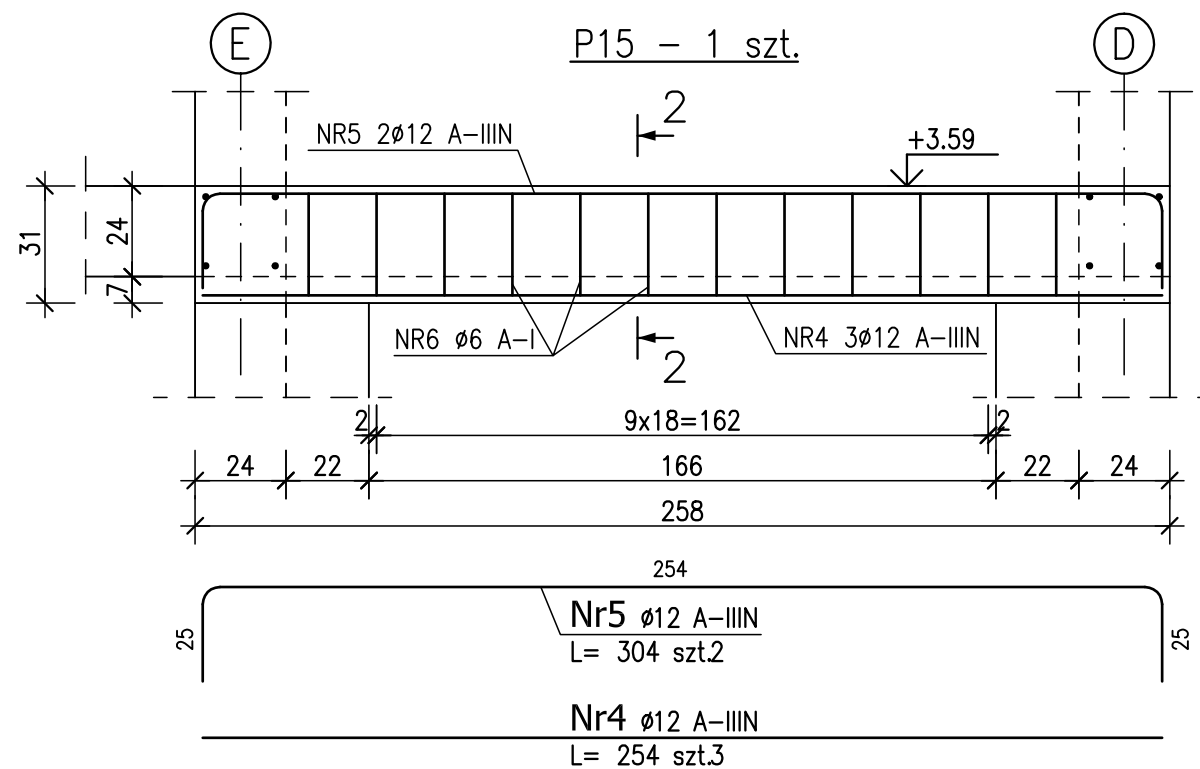 E
P15 - 1 szt.
D
2
NR5 2ø12 A-IIIN
+3.59
31
24
7
NR6 ø6 A-I
NR4 3ø12 A-IIIN
2
2
9x18=162
2
24
22
166
22
24
258
254
25
Nr5 ø12 A-IIIN
L= 304 szt.2
25
Nr4 ø12 A-IIIN
L= 254 szt.3